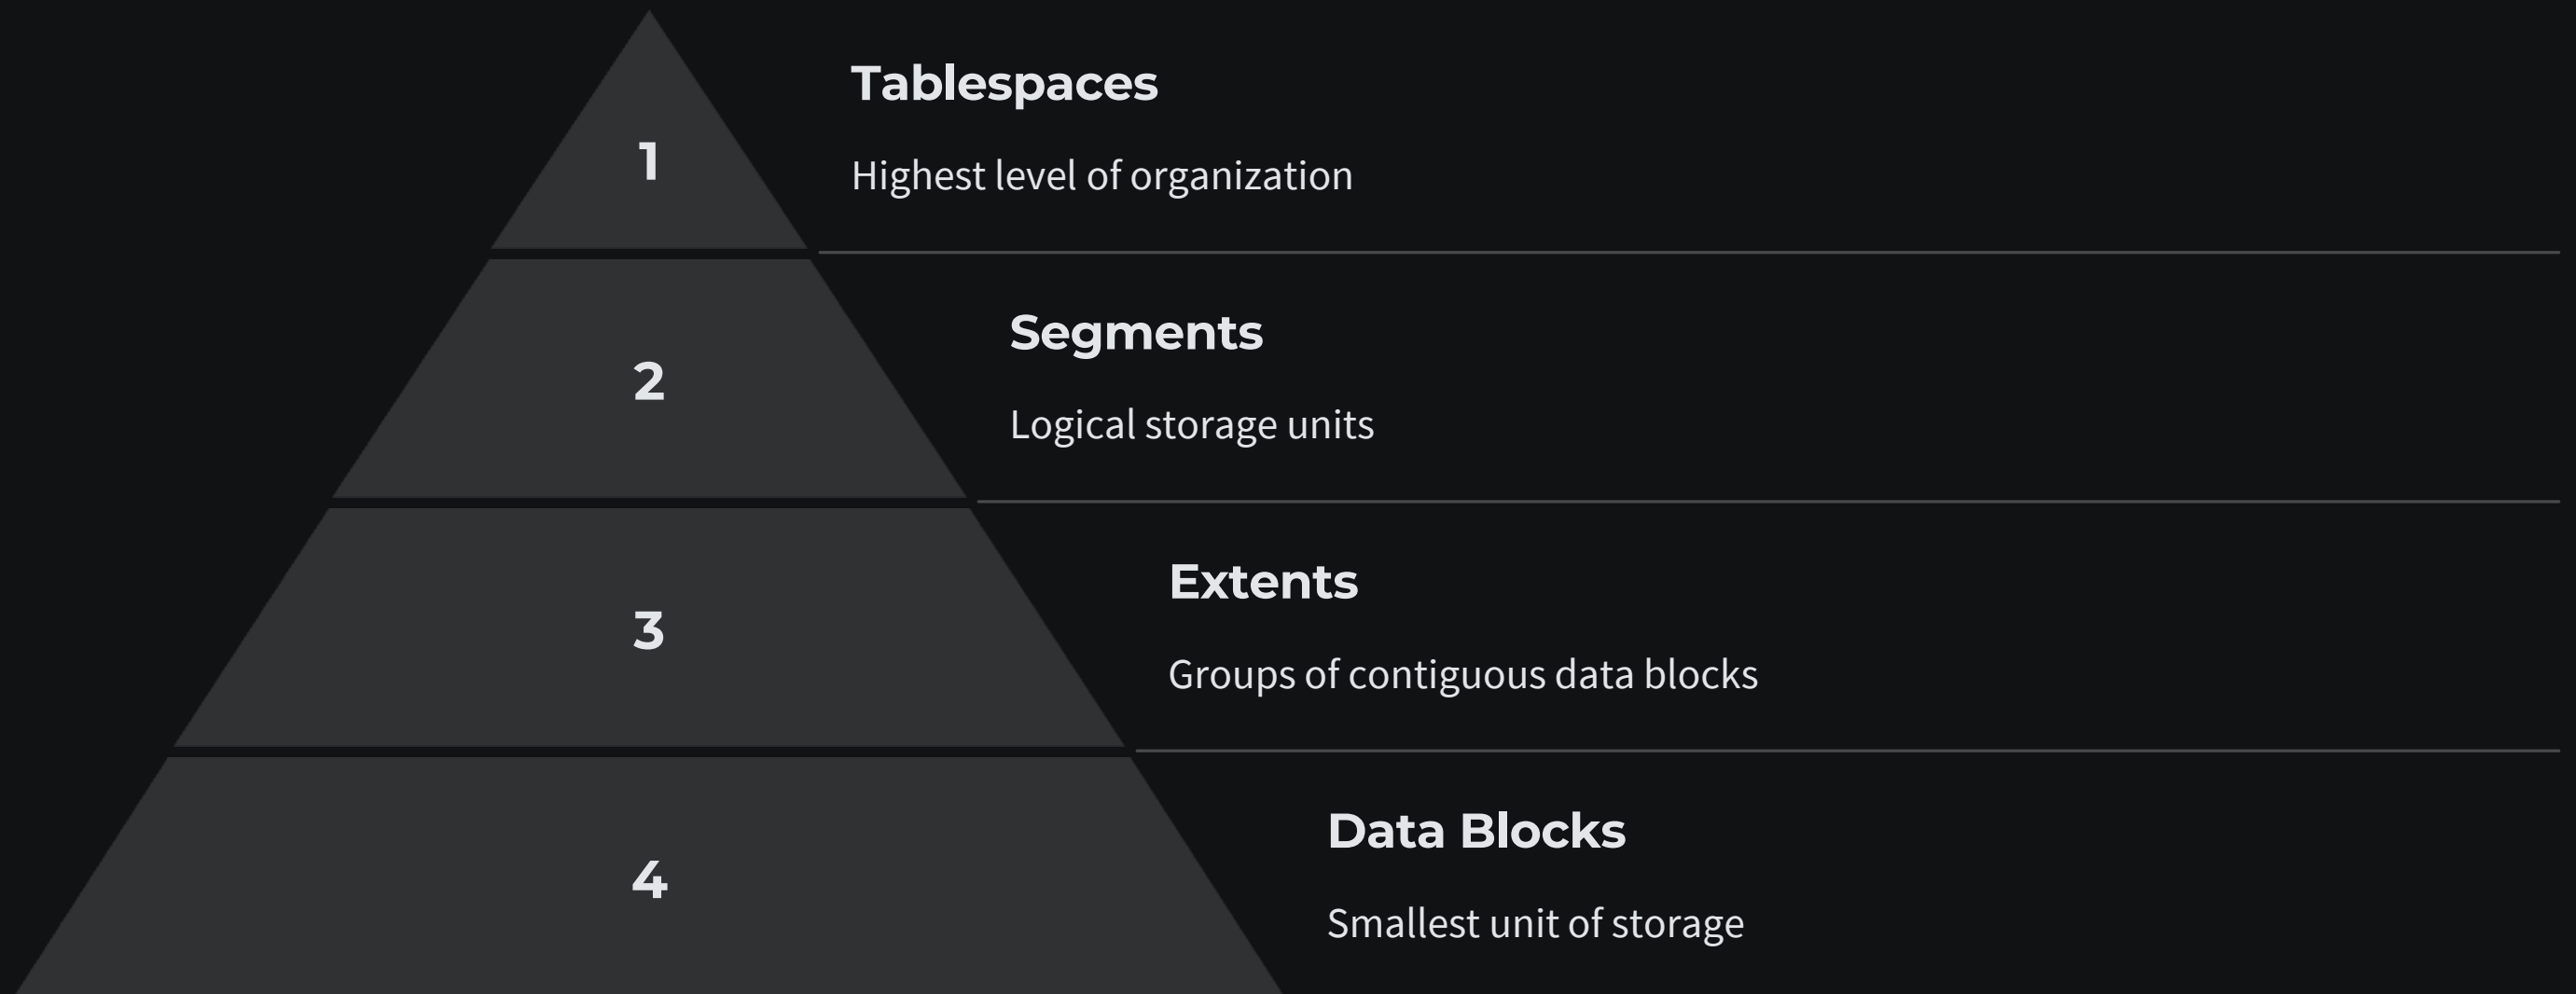 1
Tablespaces
Highest level of organization
2
Segments
Logical storage units
3
Extents
Groups of contiguous data blocks
4
Data Blocks
Smallest unit of storage